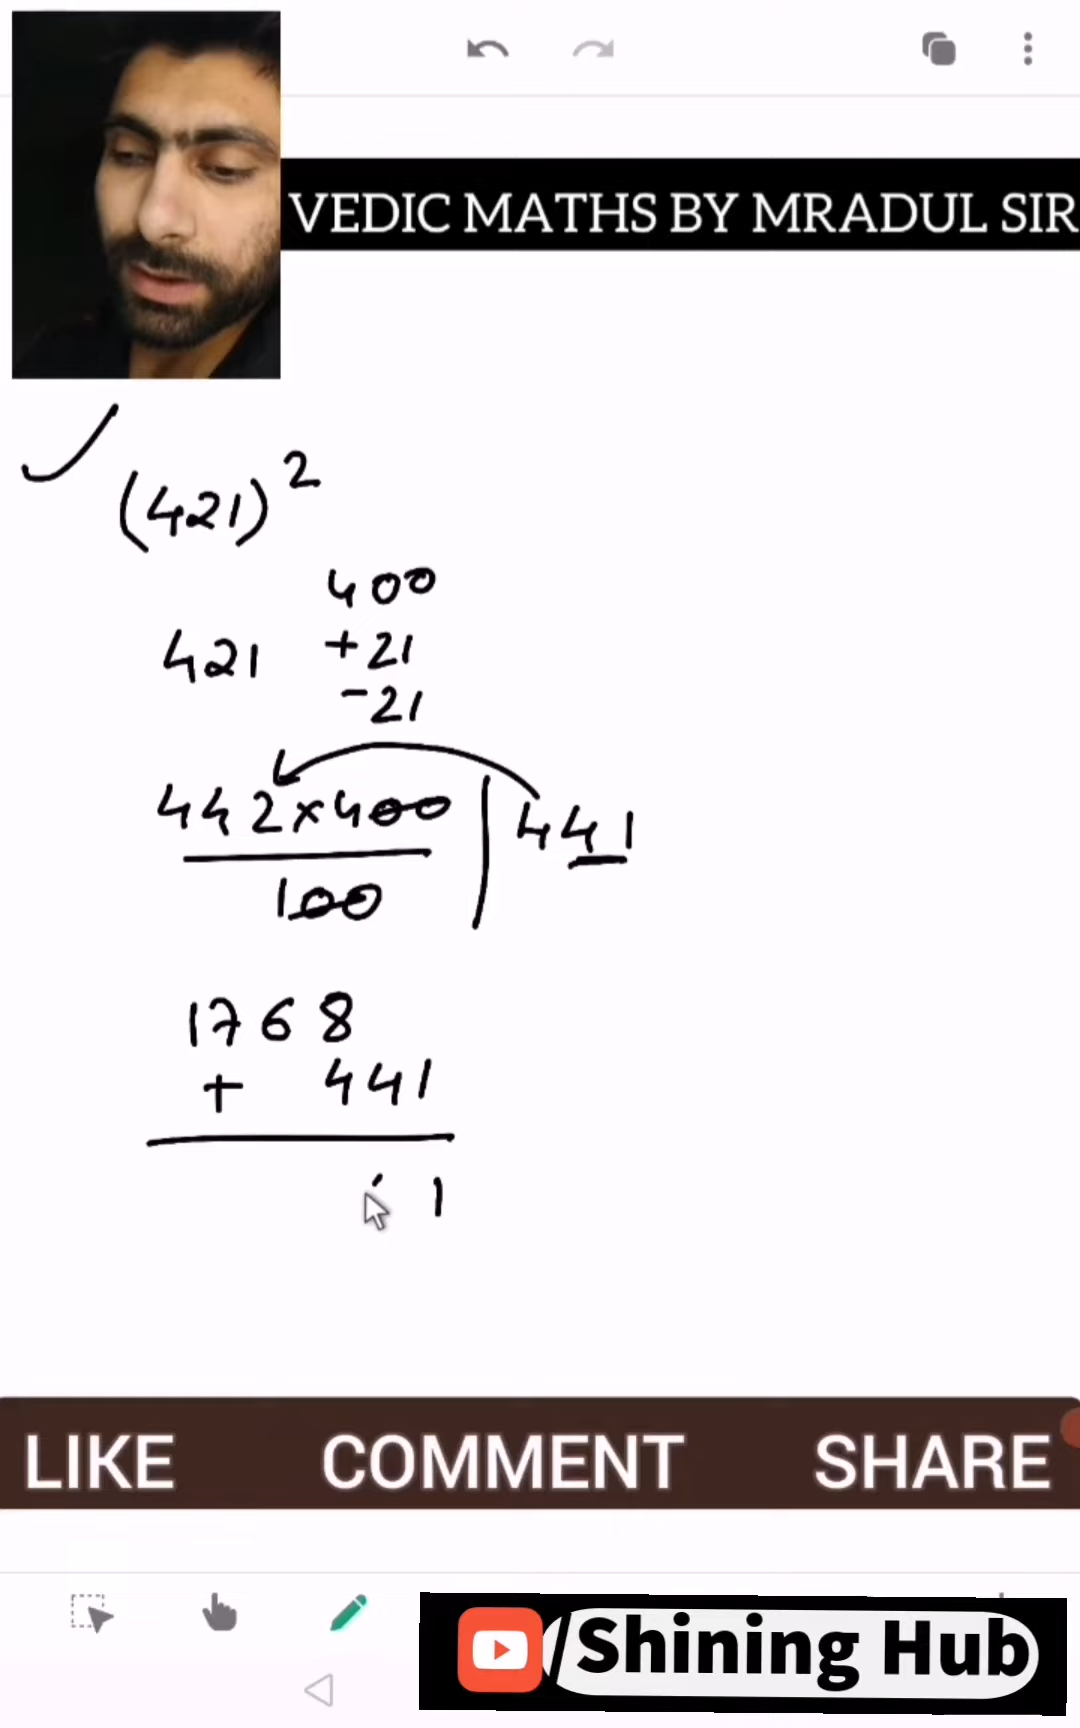 VEDIC MATHS BY MRADUL SIR
(421)²
400
421 +21
-21
442×400 | 441
100
1768
+ 441
1
LIKE COMMENT SHARE
/Shining Hub